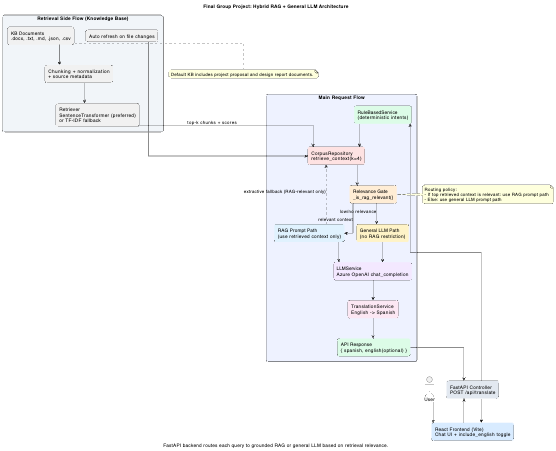 Final Group Project: Hybrid RAG + General LLM Architecture
Retrieval Side Flow (Knowledge Base)
KB Documents
.docx, .txt, .md, .json, .csv
Auto refresh on file changes
Chunking + normalization
+ source metadata
Default KB includes project proposal and design report documents.
Retriever
SentenceTransformer (preferred)
or TF-IDF fallback
top-k chunks + scores
Main Request Flow
RuleBasedService
(deterministic intents)
CorpusRepository
retrieve_context(k=4)
extractive fallback (RAG-relevant only)
Relevance Gate
_is_rag_relevant()
Routing policy:
- If top retrieved context is relevant: use RAG prompt path
- Else: use general LLM prompt path
low/no relevance
relevant context
RAG Prompt Path
(use retrieved context only)
General LLM Path
(no RAG restriction)
LLMService
Azure OpenAI chat_completion
TranslationService
English -> Spanish
API Response
{ spanish, english(optional) }
FastAPI Controller
POST /api/translate
User
React Frontend (Vite)
Chat UI + include_english toggle
FastAPI backend routes each query to grounded RAG or general LLM based on retrieval relevance.